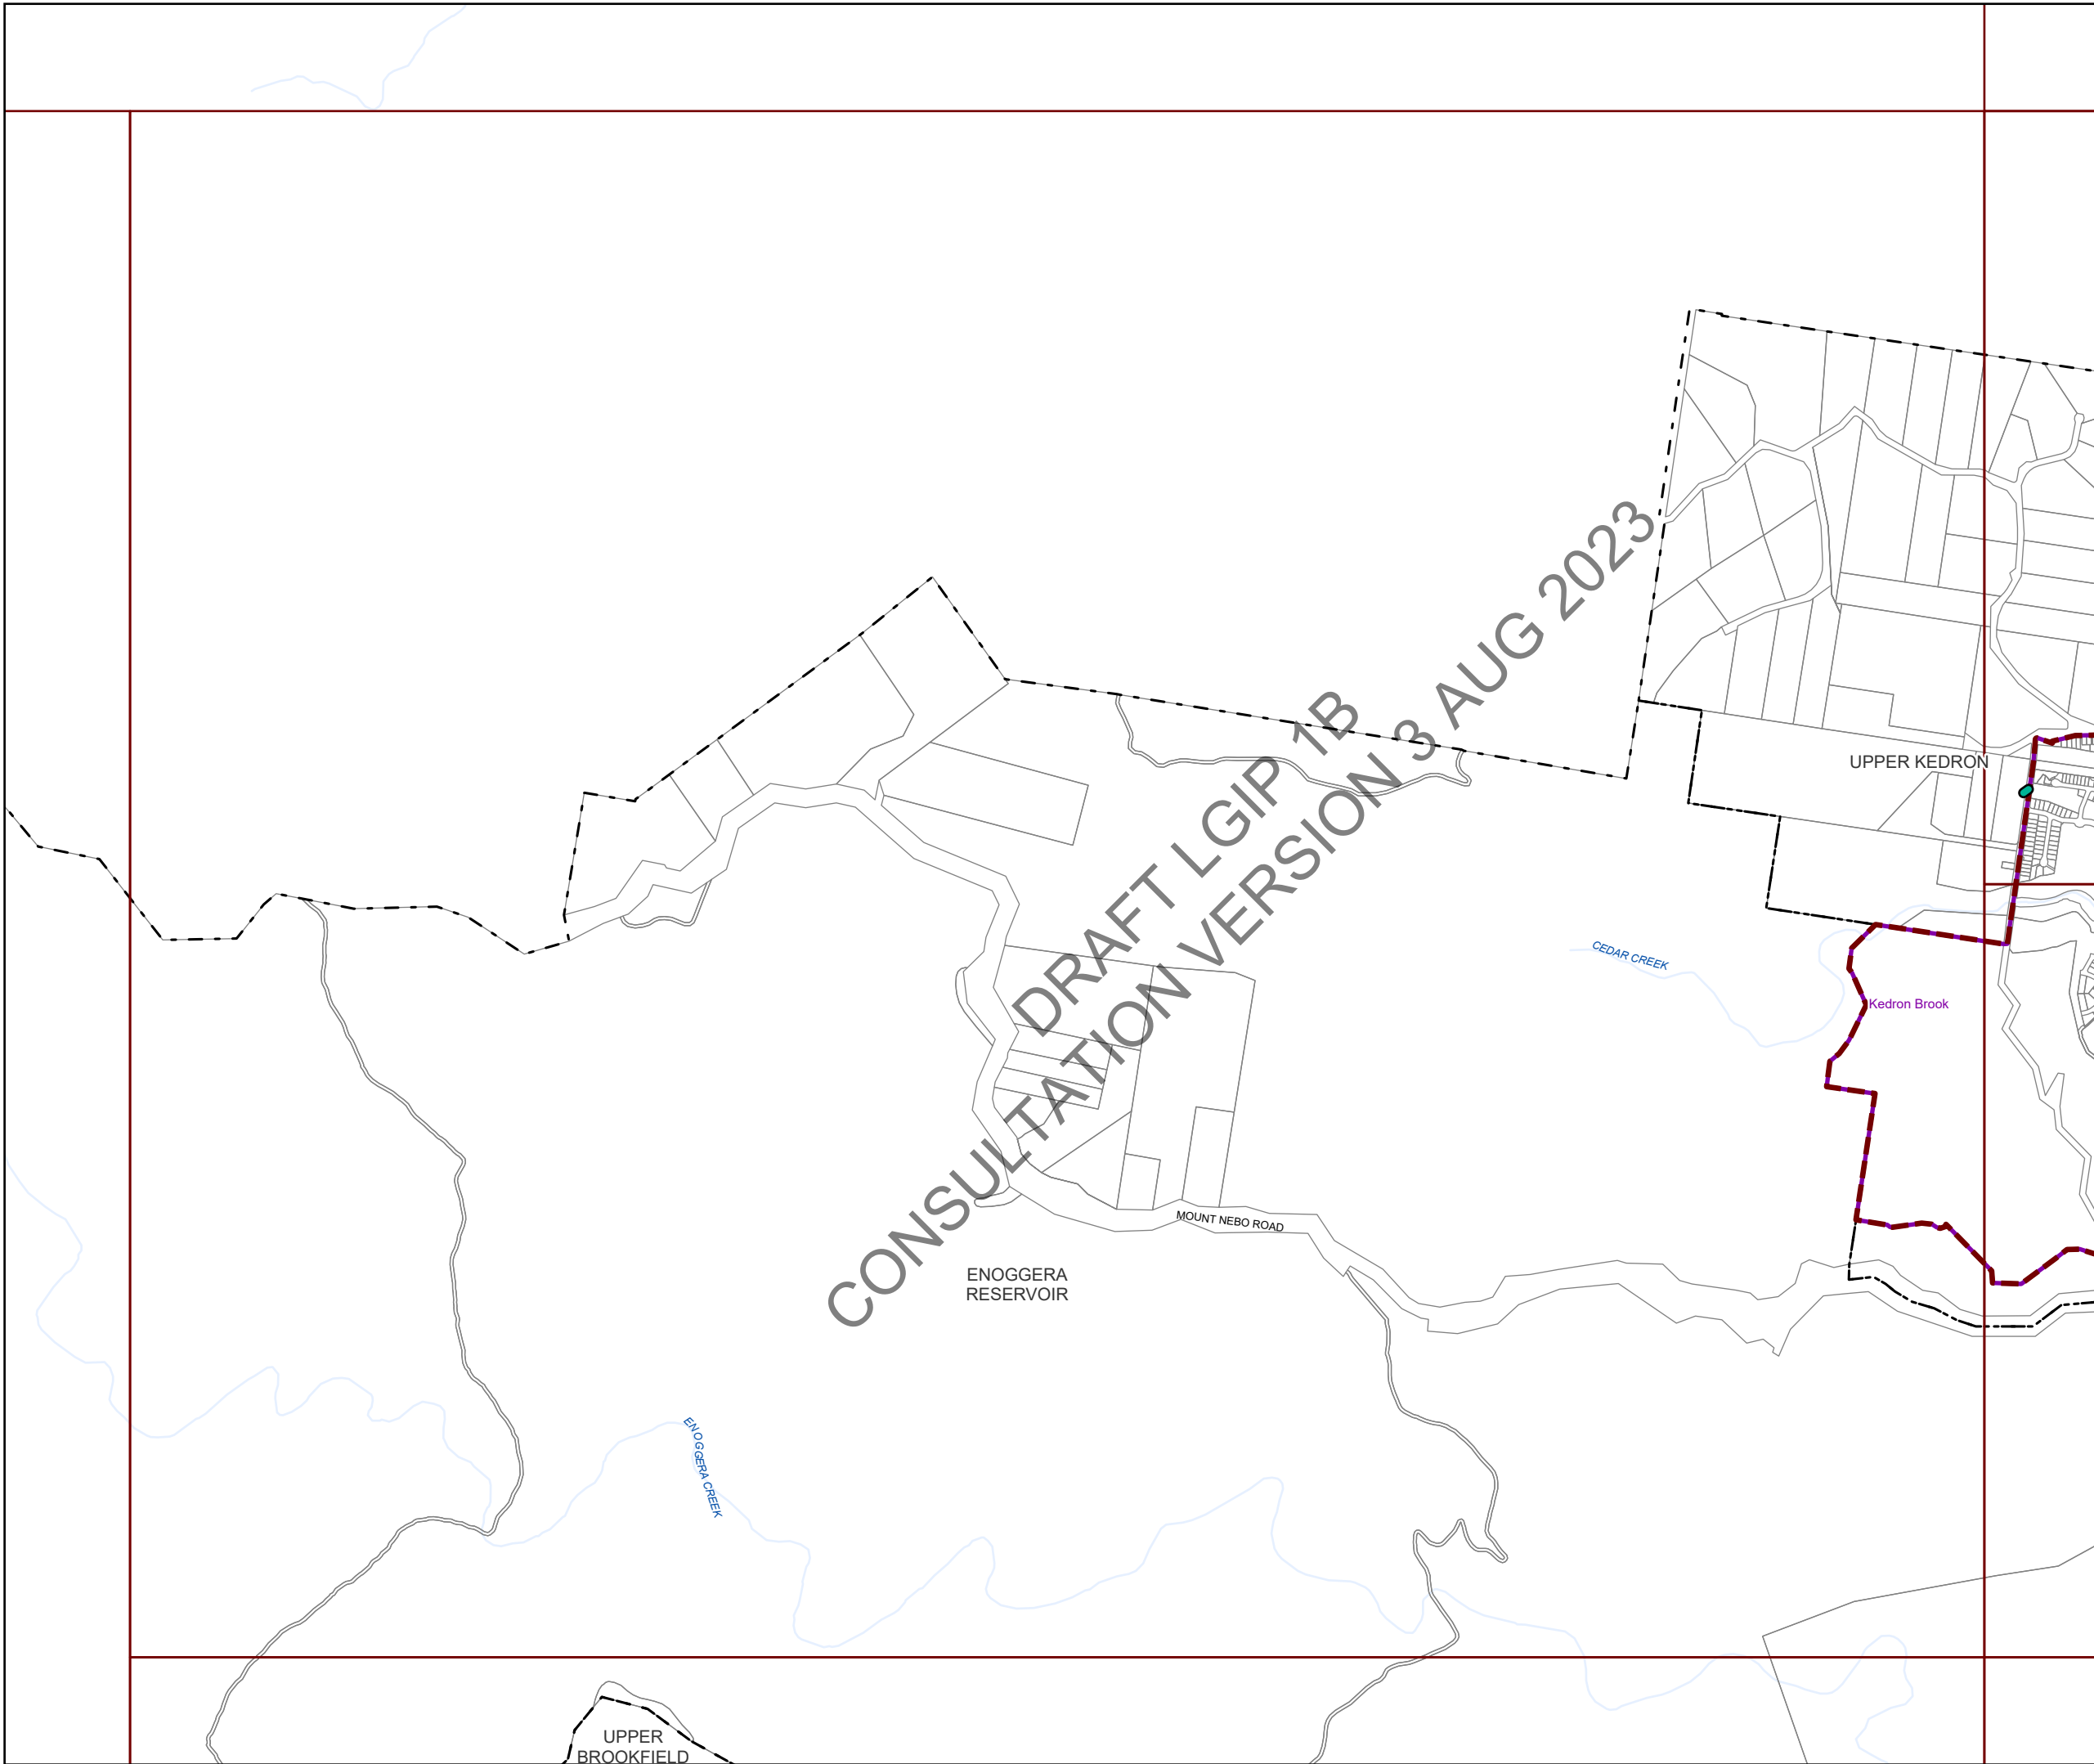 DRAFT LGIP 1B
CONSULTATION VERSION 3 AUG 2023
UPPER KEDRON
CEDAR CREEK
Kedron Brook
MOUNT NEBO ROAD
ENOGGERA
RESERVOIR
ENOGGERA CREEK
UPPER
BROOKFIELD